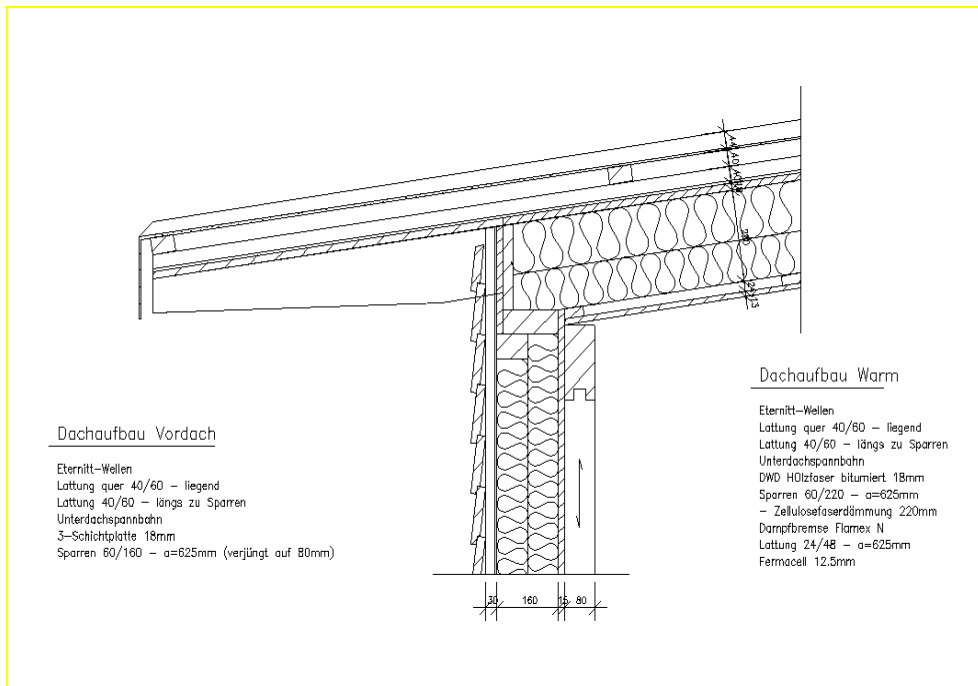 Dachaufbau Warm
Eternitt-Wellen
Lattung quer 40/60 – liegend
Lattung 40/60 – längs zu Sparren
Unterdachspannbahn
DWD HOlzfaser bitumiert 18mm
Sparren 60/220 – a=625mm
– Zellulosefaserdämmung 220mm
Dampfbremse Flamex N
Lattung 24/48 – a=625mm
Fermacell 12.5mm
Dachaufbau Vordach
Eternitt-Wellen
Lattung quer 40/60 – liegend
Lattung 40/60 – längs zu Sparren
Unterdachspannbahn
3-Schichtplatte 18mm
Sparren 60/160 – a=625mm (verjüngt auf 80mm)
30 160 15 80